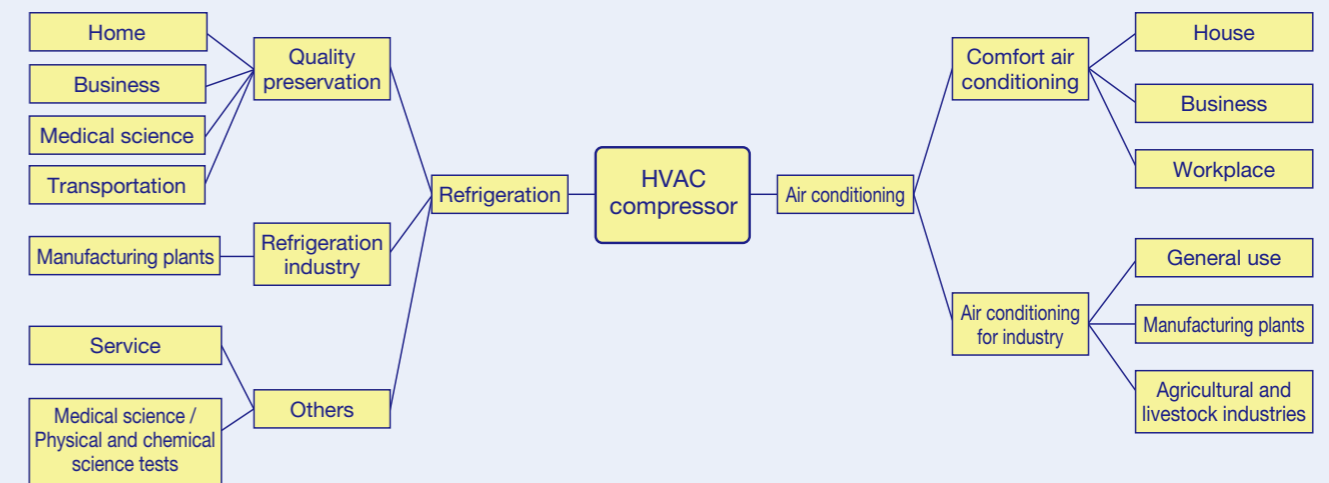 Home
Business
Medical science
Transportation
Quality
preservation
Manufacturing plants
Refrigeration
industry
Service
Medical science /
Physical and chemical
science tests
Others
Refrigeration
HVAC
compressor
Air conditioning
Comfort air
conditioning
House
Business
Workplace
Air conditioning
for industry
General use
Manufacturing plants
Agricultural and
livestock industries